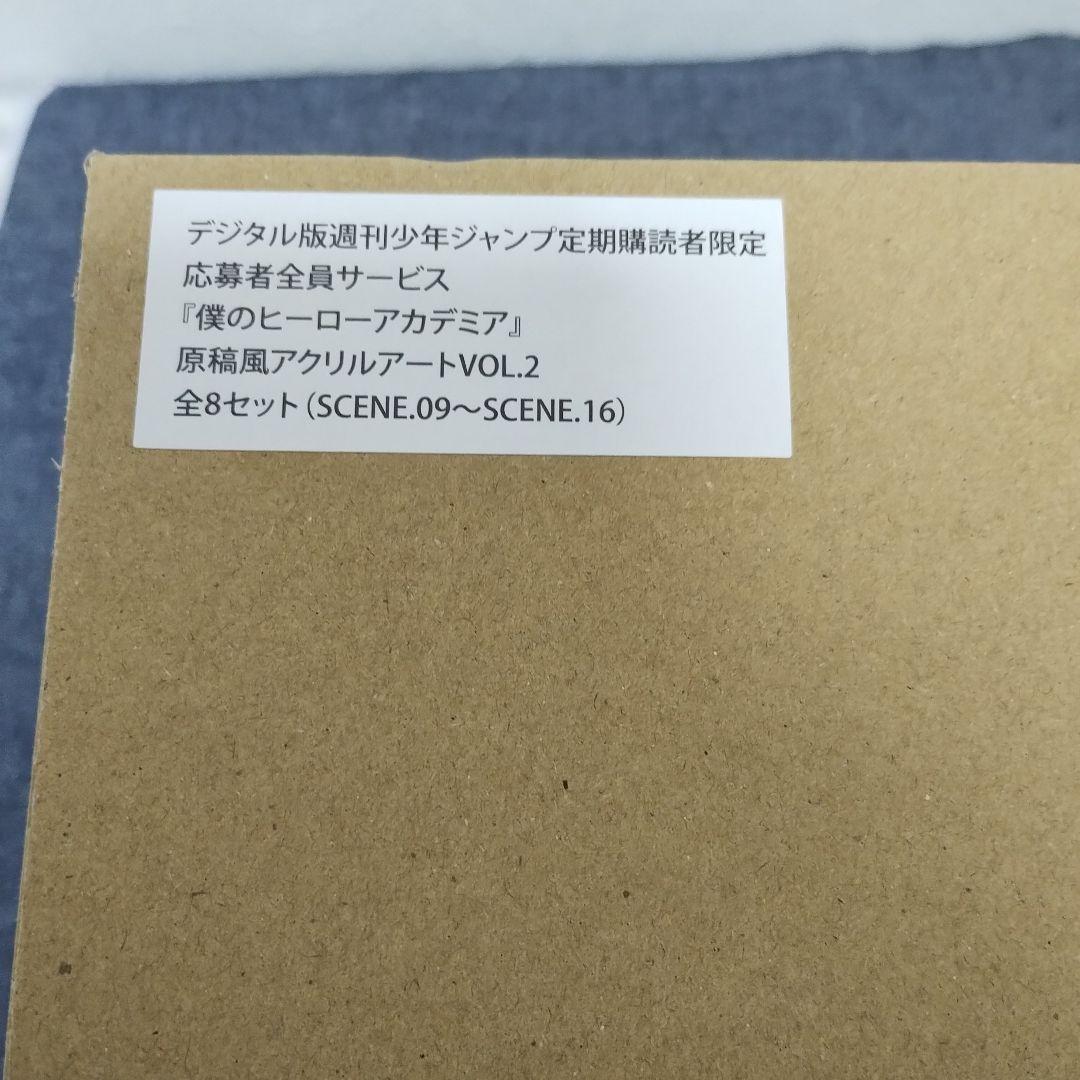 デジタル版週刊少年ジャンプ定期購読者限定
応募者全員サービス
『僕のヒーローアカデミア』
原稿風アクリルアートVOL.2
全8セット（SCENE.09～SCENE.16）